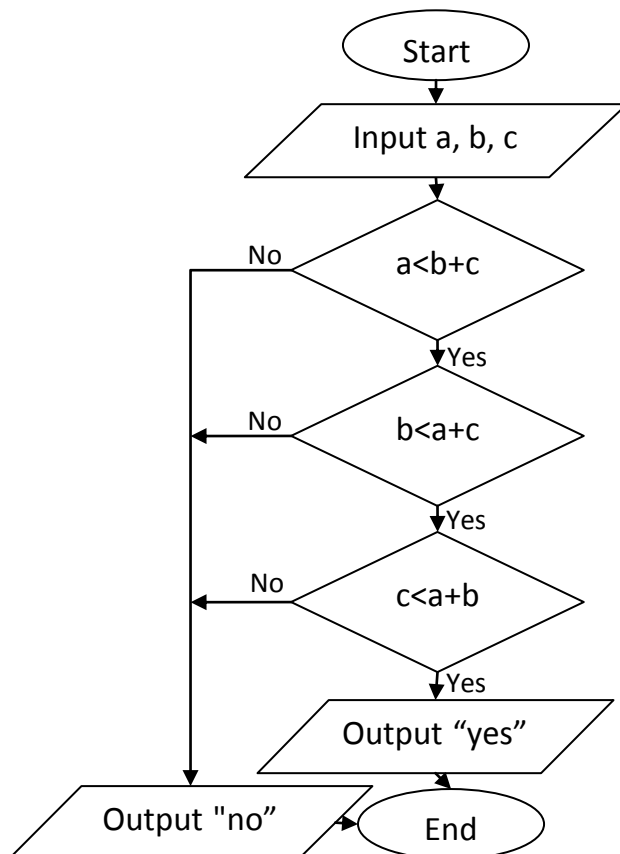 Start
Input a, b, c
No
a<b+c
Yes
No
b<a+c
Yes
No
c<a+b
Yes
Output “yes”
Output "no”
End